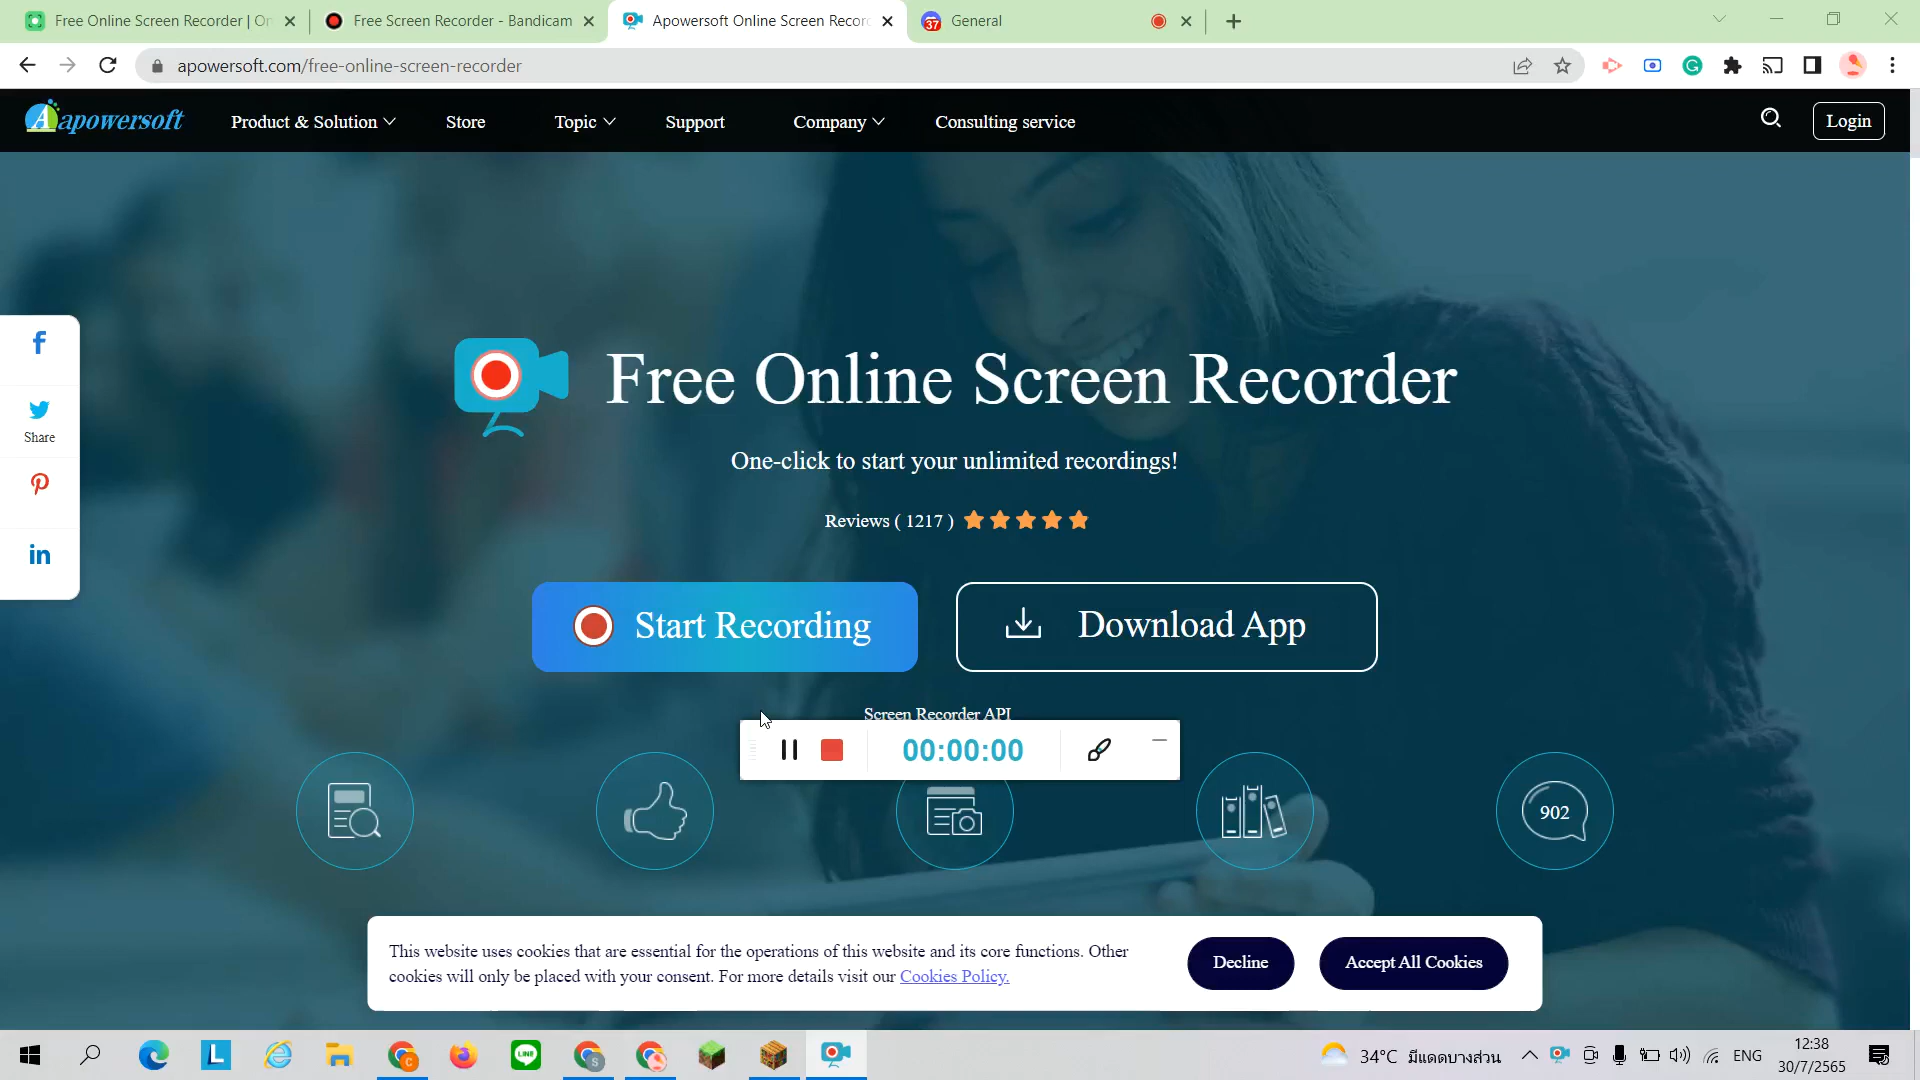 Free Online Screen Recorder | On
Free Screen Recorder - Bandicam
Apowersoft Online Screen Recor
37
General
apowersoft.com/free-online-screen-recorder
apowersoft
Product & Solution
Store
Topic
Support
Company
Consulting service
Login
Share
Free Online Screen Recorder
One-click to start your unlimited recordings!
Reviews ( 1217 )
Start Recording
Download App
Screen Recorder API
00:00:00
902
This website uses cookies that are essential for the operations of this website and its core functions. Other
cookies will only be placed with your consent. For more details visit our Cookies Policy.
Decline
Accept All Cookies
34°C มีแดดบางส่วน
ENG
12:38
30/7/2565